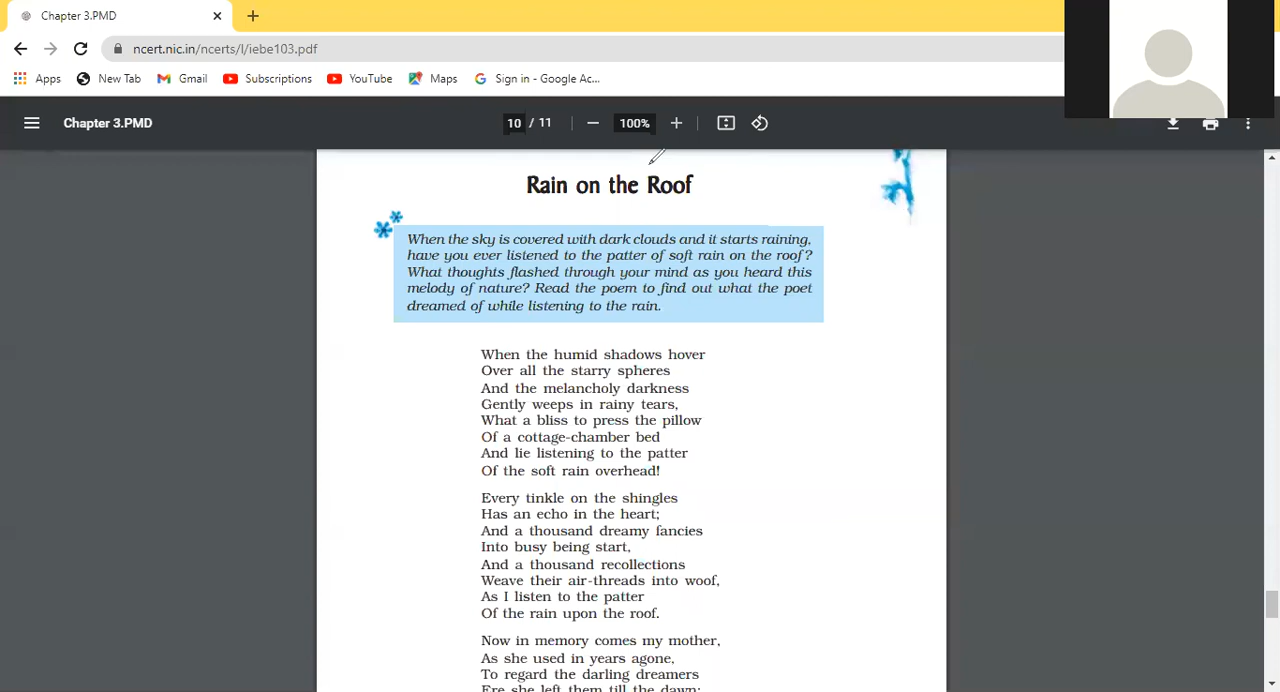 Chapter 3.PMD
ncert.nic.in/ncerts/l/iebe103.pdf
Apps New Tab Gmail Subscriptions YouTube Maps Sign in - Google Ac...
Chapter 3.PMD 10 / 11 100%
Rain on the Roof
When the sky is covered with dark clouds and it starts raining,
have you ever listened to the patter of soft rain on the roof?
What thoughts flashed through your mind as you heard this
melody of nature? Read the poem to find out what the poet
dreamed of while listening to the rain.
When the humid shadows hover
Over all the starry spheres
And the melancholy darkness
Gently weeps in rainy tears,
What a bliss to press the pillow
Of a cottage-chamber bed
And lie listening to the patter
Of the soft rain overhead!
Every tinkle on the shingles
Has an echo in the heart;
And a thousand dreamy fancies
Into busy being start,
And a thousand recollections
Weave their air-threads into woof,
As I listen to the patter
Of the rain upon the roof.
Now in memory comes my mother,
As she used in years agone,
To regard the darling dreamers
Ere she left them till the dawn: